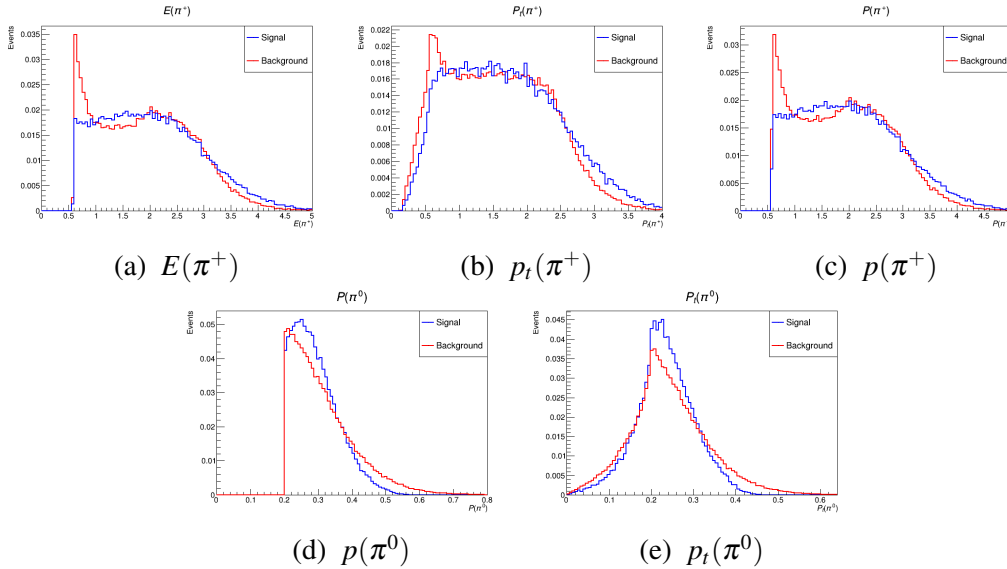 E(π⁺)
Events
Signal
Background
0.035
0.03
0.025
0.02
0.015
0.01
0.005
0
0 0.5 1 1.5 2 2.5 3 3.5 4 4.5 5
E(π⁺)
(a) E(π⁺)
Pₜ(π⁺)
Events
Signal
Background
0.022
0.02
0.018
0.016
0.014
0.012
0.01
0.008
0.006
0.004
0.002
0
0 0.5 1 1.5 2 2.5 3 3.5 4
Pₜ(π⁺)
(b) pₜ(π⁺)
P(π⁺)
Events
Signal
Background
0.03
0.025
0.02
0.015
0.01
0.005
0
0 0.5 1 1.5 2 2.5 3 3.5 4 4.5
P(π
(c) p(π⁺)
P(π⁰)
Events
Signal
Background
0.05
0.04
0.03
0.02
0.01
0
0 0.1 0.2 0.3 0.4 0.5 0.6 0.7 0.8
P(π⁰)
(d) p(π⁰)
Pₜ(π⁰)
Events
Signal
Background
0.045
0.04
0.035
0.03
0.025
0.02
0.015
0.01
0.005
0
0 0.1 0.2 0.3 0.4 0.5 0.6
Pₜ(π⁰)
(e) pₜ(π⁰)